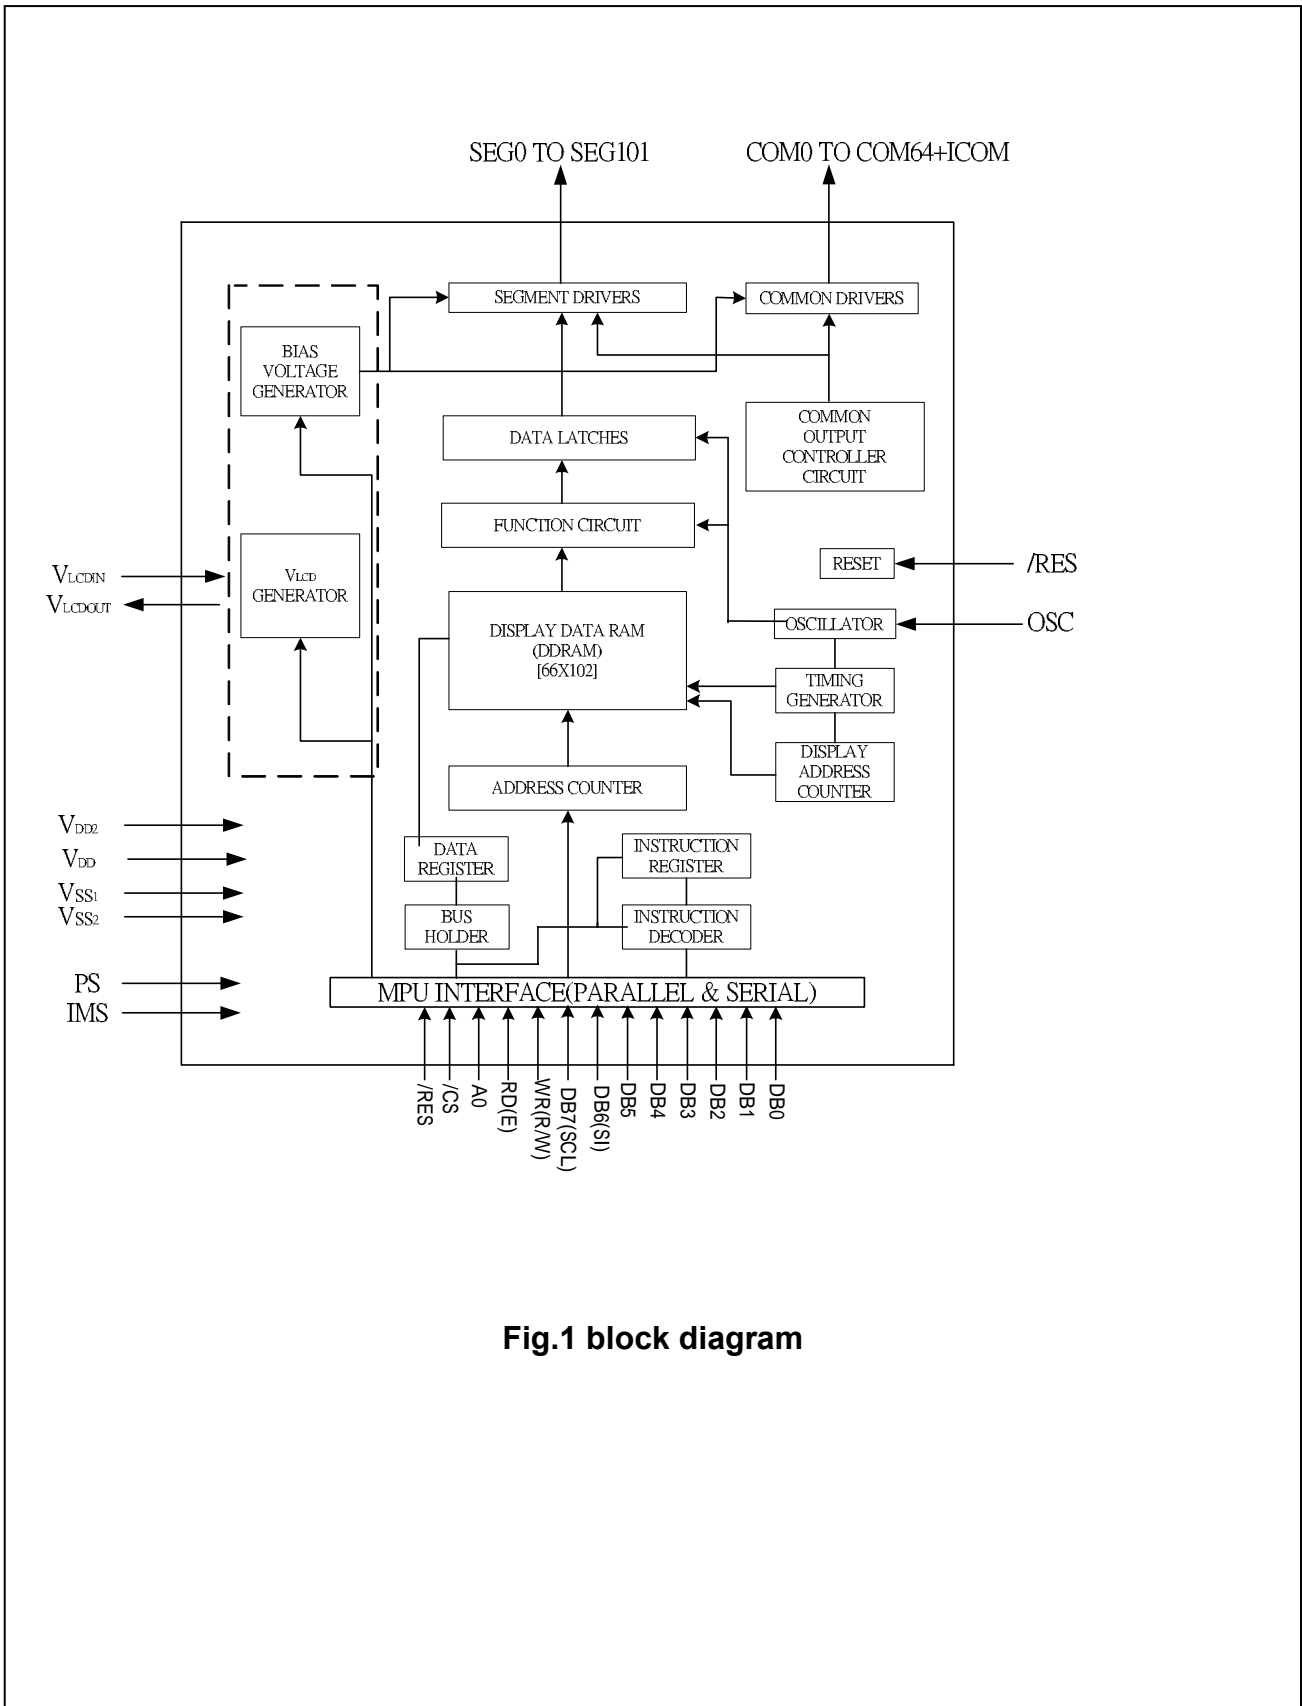 SEG0 TO SEG101
COM0 TO COM64+ICOM
SEGMENT DRIVERS
COMMON DRIVERS
BIAS
VOLTAGE
GENERATOR
DATA LATCHES
COMMON
OUTPUT
CONTROLLER
CIRCUIT
FUNCTION CIRCUIT
VLCDIN
VLCDOUT
VLCD
GENERATOR
RESET
/RES
DISPLAY DATA RAM
(DDRAM)
[66X102]
OSCILLATOR
OSC
TIMING
GENERATOR
DISPLAY
ADDRESS
COUNTER
ADDRESS COUNTER
VDD2
VDD
VSS1
VSS2
DATA
REGISTER
INSTRUCTION
REGISTER
BUS
HOLDER
INSTRUCTION
DECODER
PS
IMS
MPU INTERFACE(PARALLEL & SERIAL)
/RES
/CS
A0
RD(E)
WR(R/W)
DB7(SCL)
DB6(SI)
DB5
DB4
DB3
DB2
DB1
DB0
Fig.1 block diagram